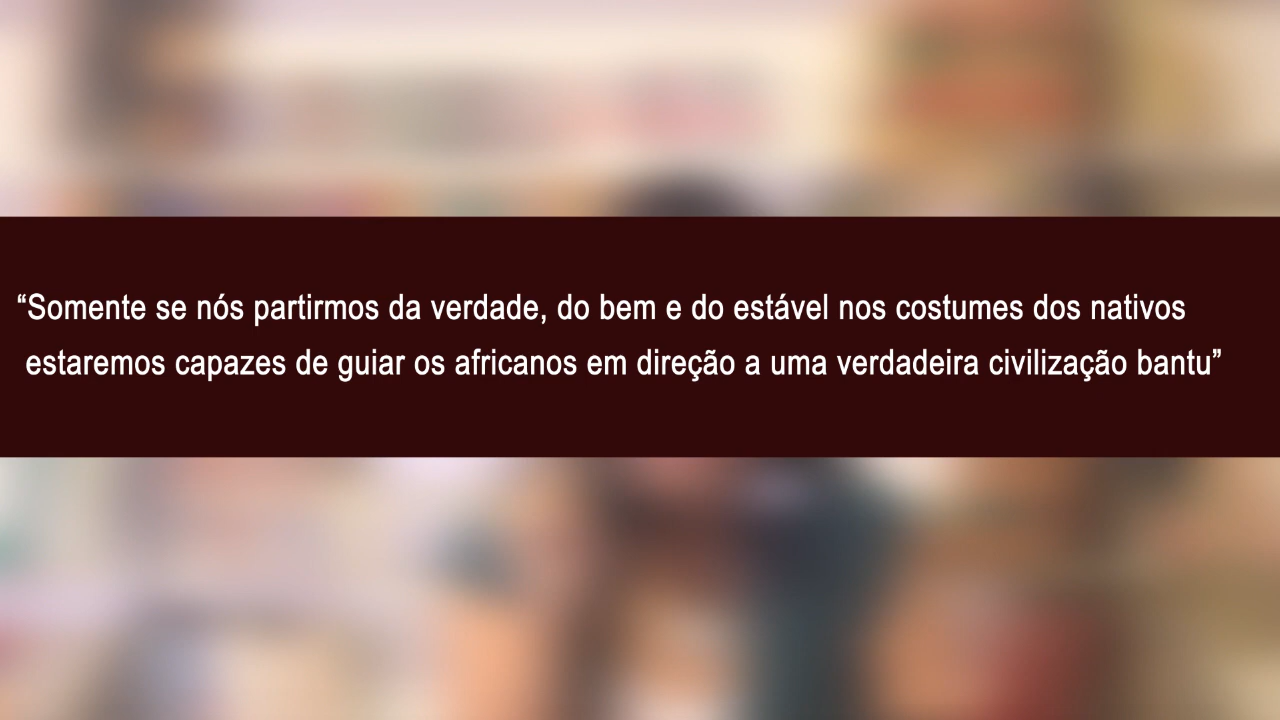 “Somente se nós partirmos da verdade, do bem e do estável nos costumes dos nativos
estaremos capazes de guiar os africanos em direção a uma verdadeira civilização bantu”